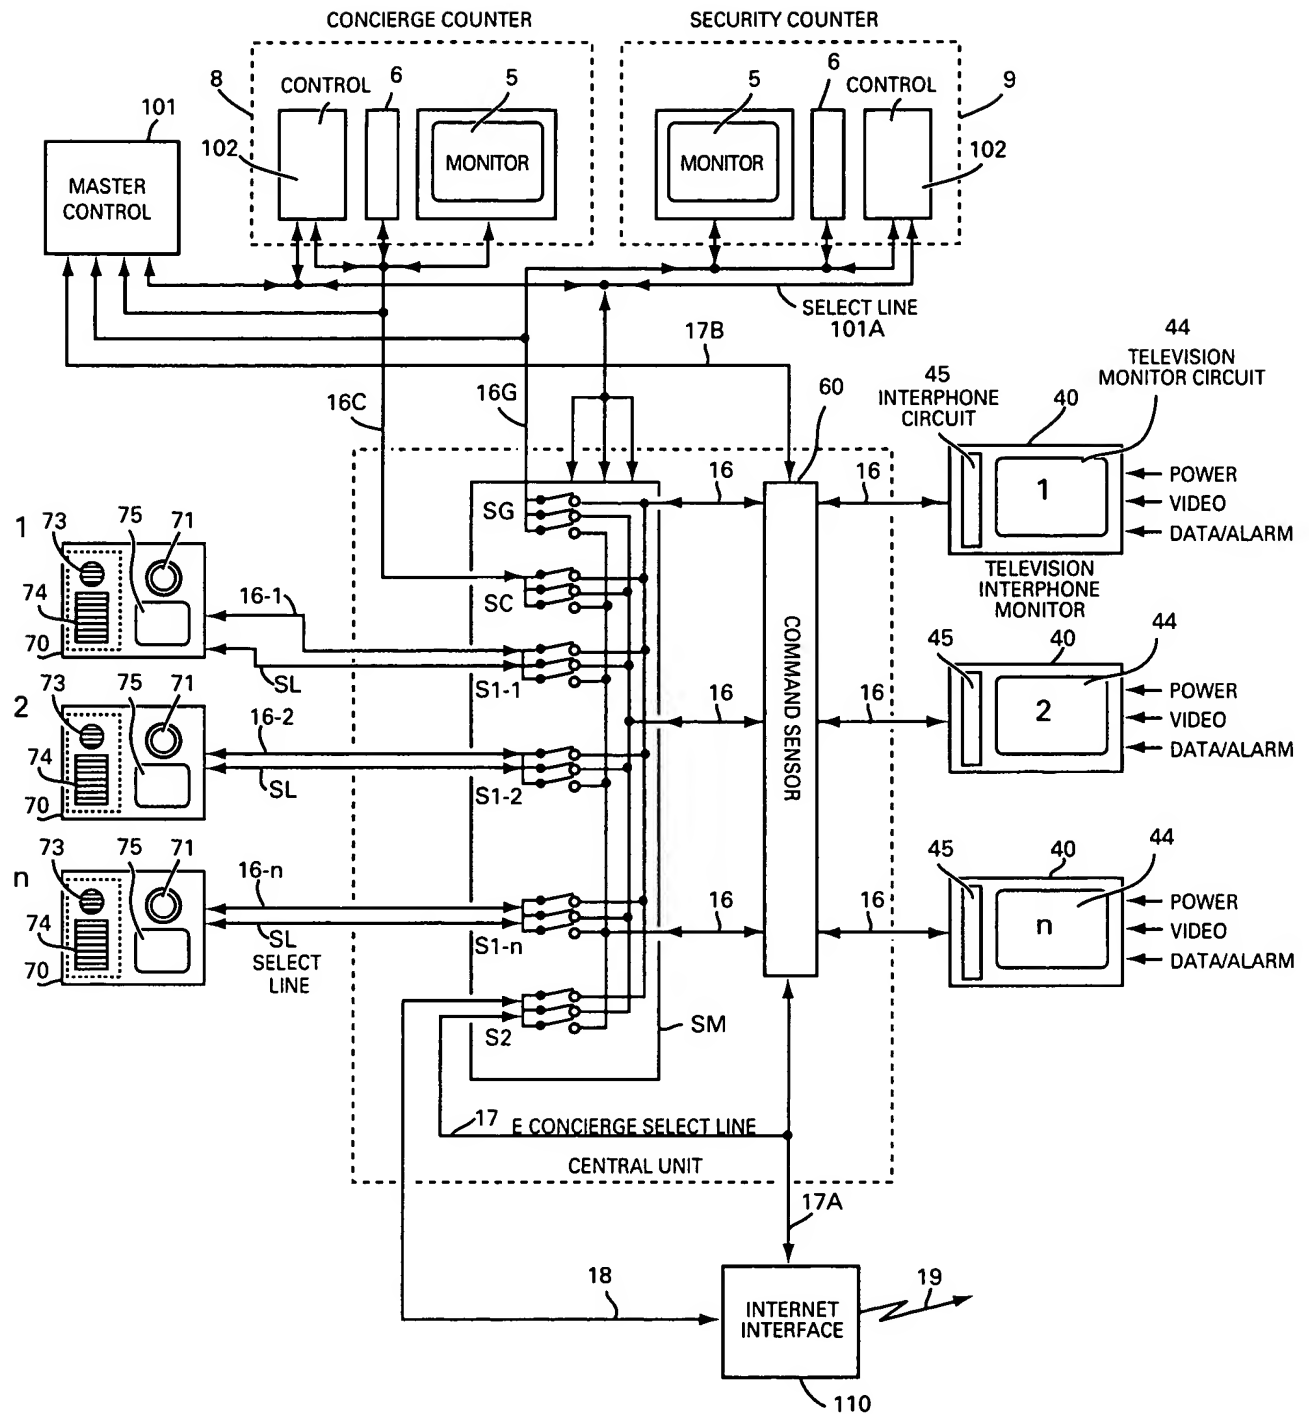 CONCIERGE COUNTER
SECURITY COUNTER
8
CONTROL
6
5
5
6
CONTROL
9
101
102
102
MONITOR
MONITOR
MASTER
CONTROL
SELECT LINE
101A
17B
44
TELEVISION
MONITOR CIRCUIT
45
INTERPHONE
CIRCUIT
40
16C
16G
60
16
16
1
POWER
VIDEO
DATA/ALARM
TELEVISION
INTERPHONE
MONITOR
SG
1
73
75
71
74
70
16-1
SL
SC
S1-1
COMMAND SENSOR
2
73
75
71
74
70
16-2
SL
S1-2
16
16
45
40
44
2
POWER
VIDEO
DATA/ALARM
n
73
75
71
74
70
16-n
SL
SELECT
LINE
S1-n
16
16
45
40
44
n
POWER
VIDEO
DATA/ALARM
S2
SM
17
E CONCIERGE SELECT LINE
CENTRAL UNIT
17A
18
INTERNET
INTERFACE
19
110